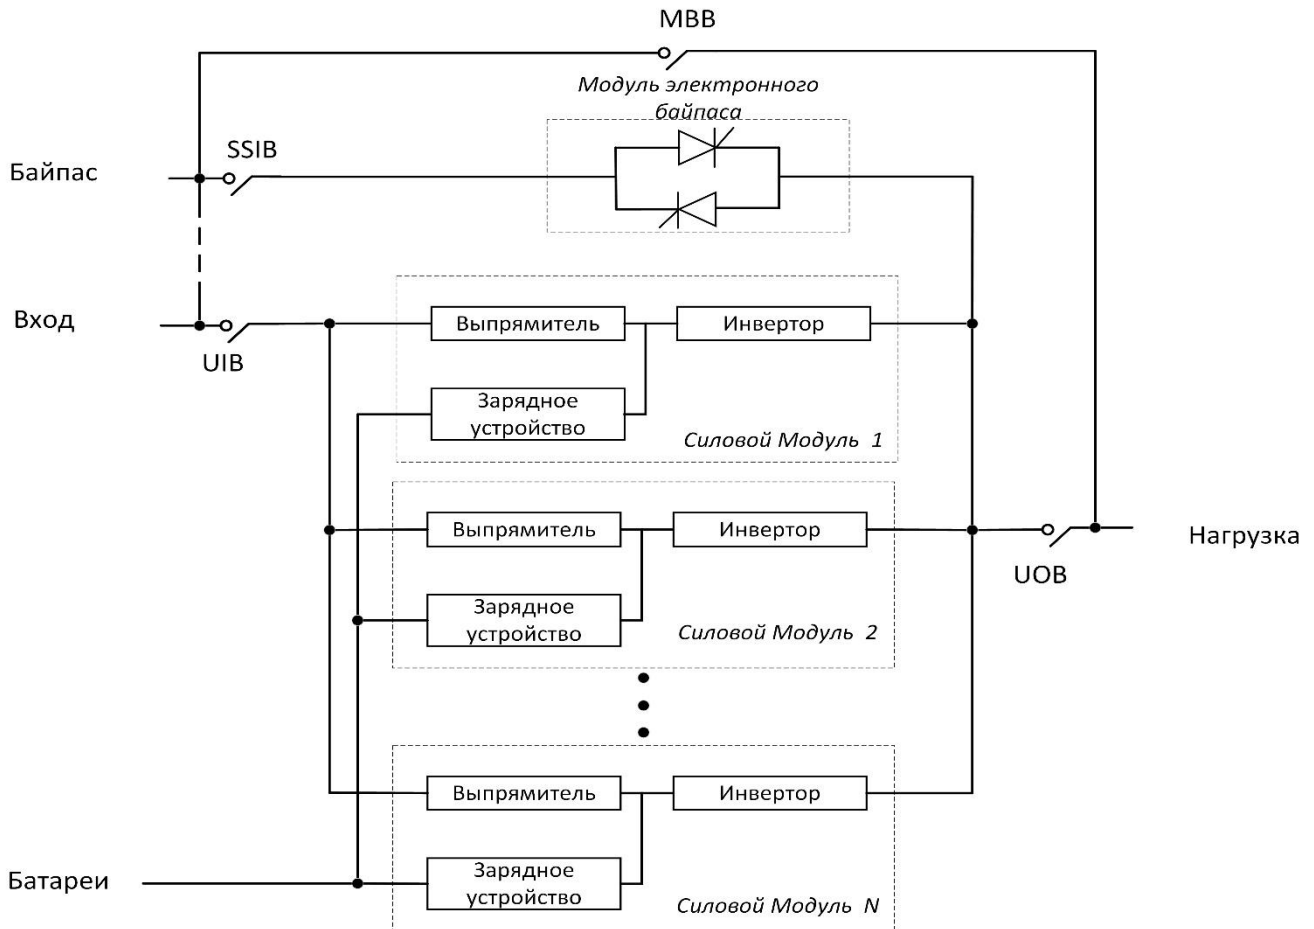 MBB
Модуль электронного
байпаса
SSIB
Байпас
Вход
UIB
Выпрямитель
Инвертор
Зарядное
устройство
Силовой Модуль 1
Выпрямитель
Инвертор
Нагрузка
UOB
Зарядное
устройство
Силовой Модуль 2
Выпрямитель
Инвертор
Зарядное
устройство
Батареи
Силовой Модуль N